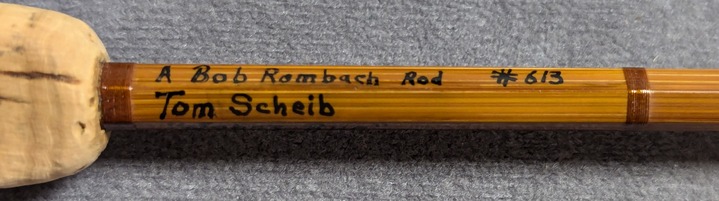 A Bob Rombach Rod #613
Tom Scheib